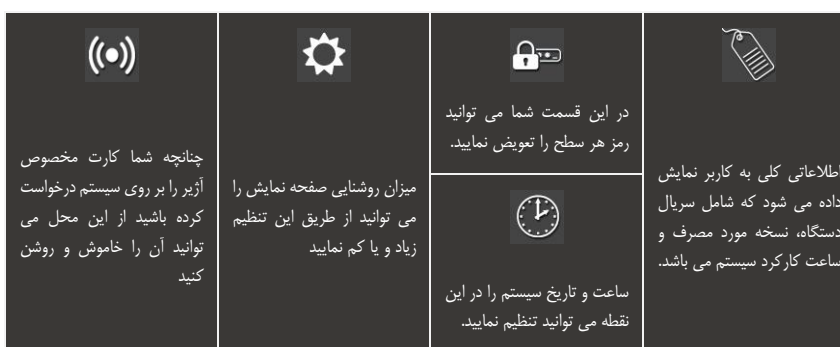 اطلاعاتی کلی به کاربر نمایش
داده می شود که شامل سریال
دستگاه، نسخه مورد مصرف و
ساعت کارکرد سیستم می باشد.
در این قسمت شما می توانید
رمز هر سطح را تعویض نمایید.
ساعت و تاریخ سیستم را در این
نقطه می توانید تنظیم نمایید.
میزان روشنایی صفحه نمایش را
می توانید از طریق این تنظیم
زیاد و یا کم نمایید
چنانچه شما کارت مخصوص
آژیر را بر روی سیستم درخواست
کرده باشید از این محل می
توانید آن را خاموش و روشن
کنید